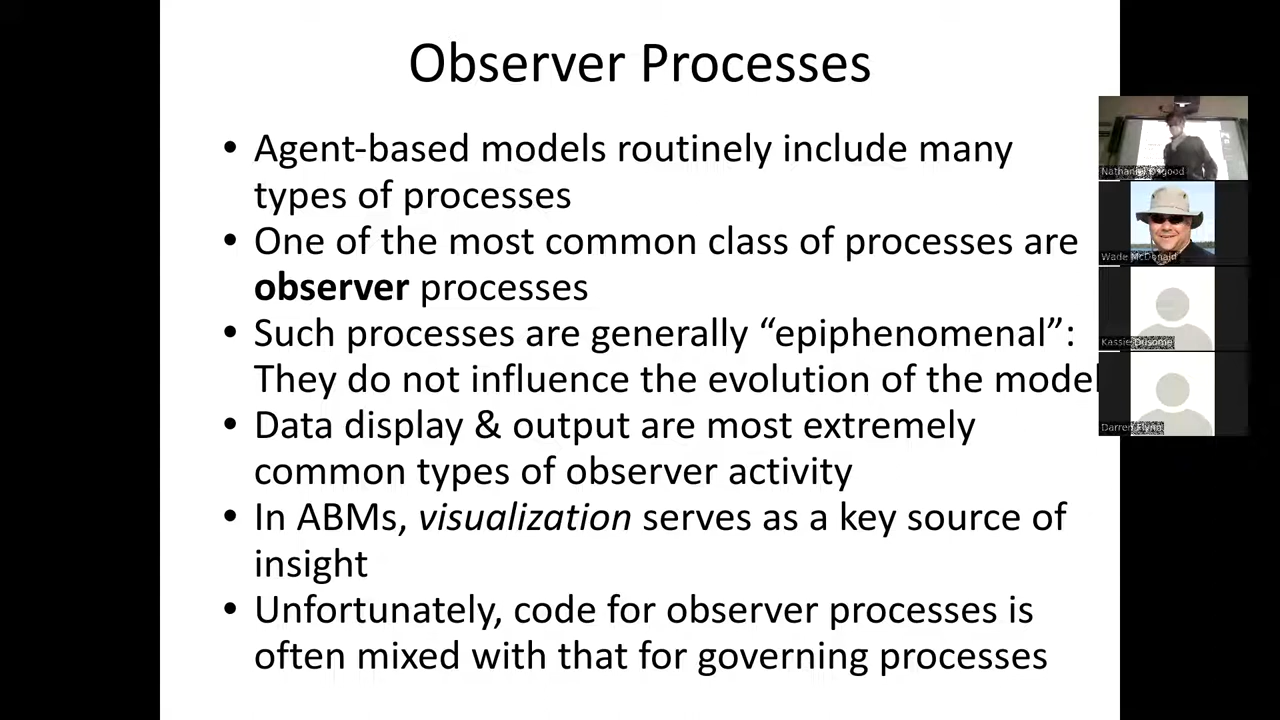 Observer Processes
• Agent-based models routinely include many
types of processes
• One of the most common class of processes are
observer processes
• Such processes are generally “epiphenomenal”:
They do not influence the evolution of the model
• Data display & output are most extremely
common types of observer activity
• In ABMs, visualization serves as a key source of
insight
• Unfortunately, code for observer processes is
often mixed with that for governing processes
Nathaniel Osgood
Wade McDonald
Kassie Dusome
Darren Flynn